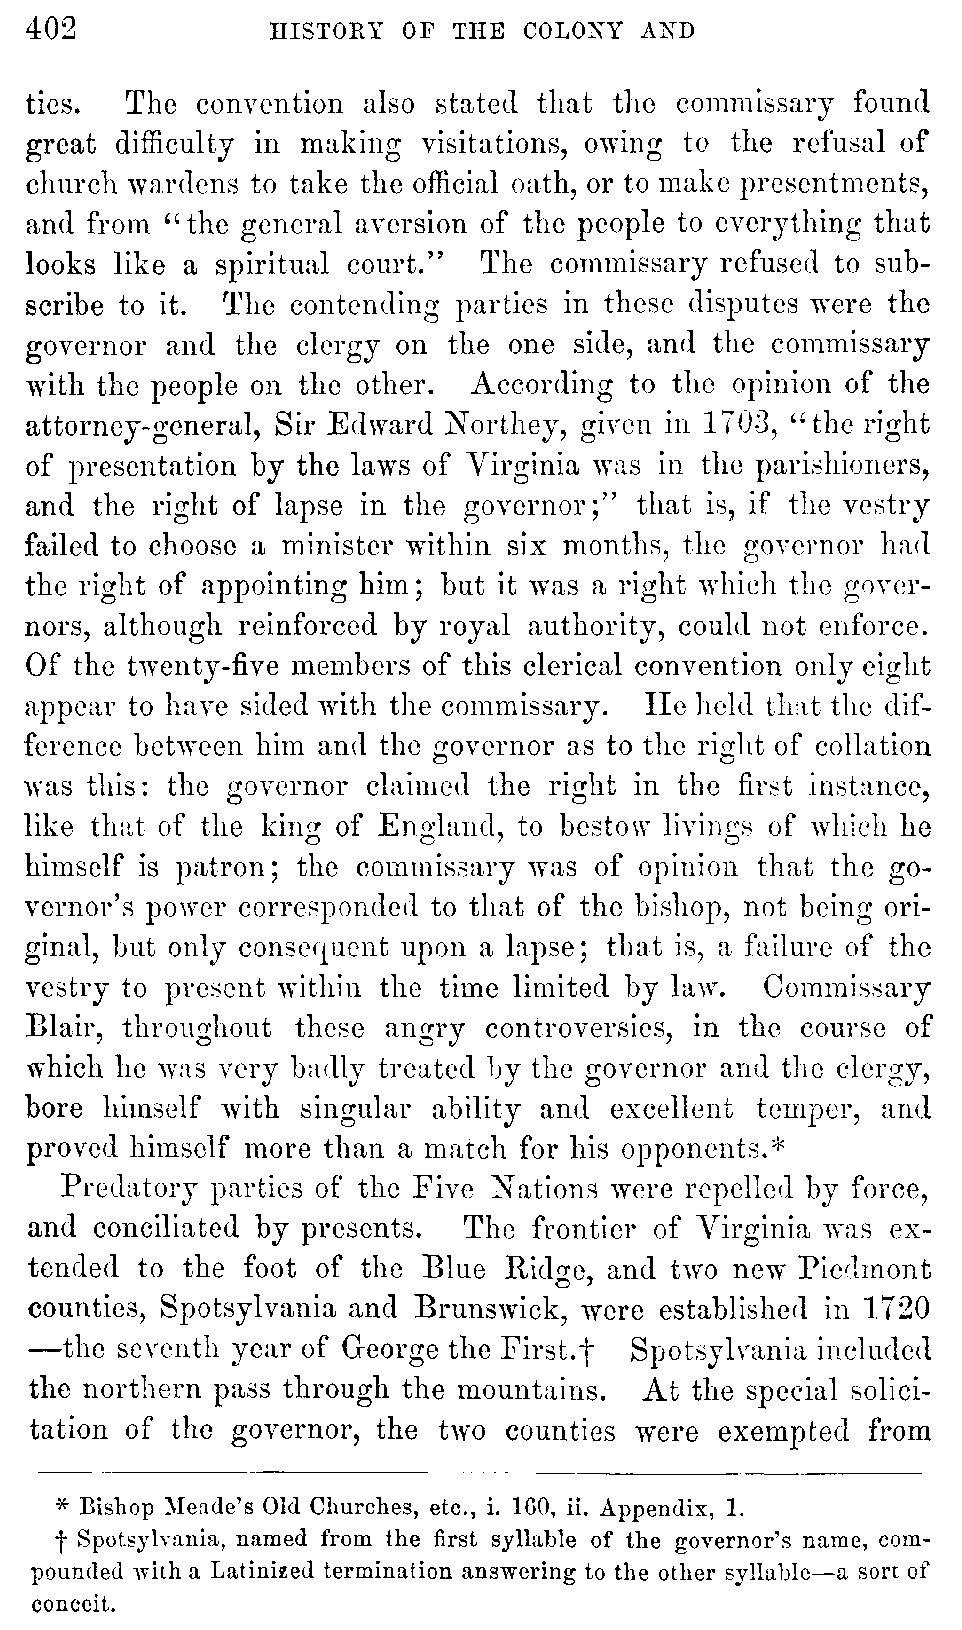 402 HISTORY OF THE COLONY AND
ties. The convention also stated that the commissary found
great difficulty in making visitations, owing to the refusal of
church wardens to take the official oath, or to make presentments,
and from “the general aversion of the people to everything that
looks like a spiritual court.” The commissary refused to sub-
scribe to it. The contending parties in these disputes were the
governor and the clergy on the one side, and the commissary
with the people on the other. According to the opinion of the
attorney-general, Sir Edward Northey, given in 1703, “the right
of presentation by the laws of Virginia was in the parishioners,
and the right of lapse in the governor;” that is, if the vestry
failed to choose a minister within six months, the governor had
the right of appointing him; but it was a right which the gover-
nors, although reinforced by royal authority, could not enforce.
Of the twenty-five members of this clerical convention only eight
appear to have sided with the commissary. He held that the dif-
ference between him and the governor as to the right of collation
was this: the governor claimed the right in the first instance,
like that of the king of England, to bestow livings of which he
himself is patron; the commissary was of opinion that the go-
vernor's power corresponded to that of the bishop, not being ori-
ginal, but only consequent upon a lapse; that is, a failure of the
vestry to present within the time limited by law. Commissary
Blair, throughout these angry controversies, in the course of
which he was very badly treated by the governor and the clergy,
bore himself with singular ability and excellent temper, and
proved himself more than a match for his opponents.*
Predatory parties of the Five Nations were repelled by force,
and conciliated by presents. The frontier of Virginia was ex-
tended to the foot of the Blue Ridge, and two new Piedmont
counties, Spotsylvania and Brunswick, were established in 1720
—the seventh year of George the First.† Spotsylvania included
the northern pass through the mountains. At the special solici-
tation of the governor, the two counties were exempted from
* Bishop Meade's Old Churches, etc., i. 160, ii. Appendix, 1.
† Spotsylvania, named from the first syllable of the governor's name, com-
pounded with a Latinized termination answering to the other syllable—a sort of
conceit.